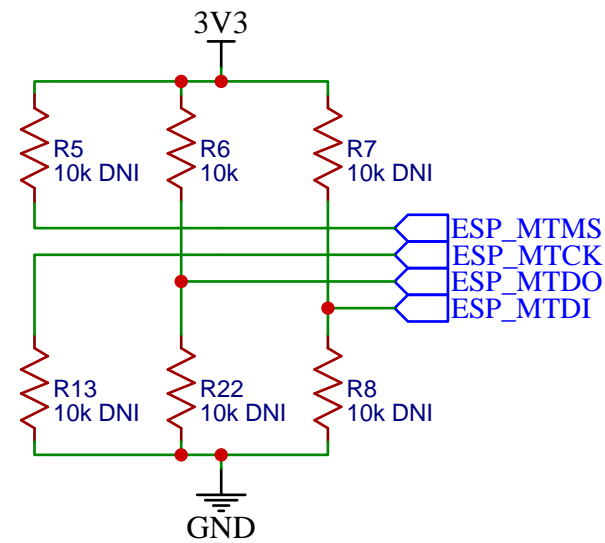 3V3
R5
10k DNI
R6
10k
R7
10k DNI
ESP_MTMS
ESP_MTCK
ESP_MTDO
ESP_MTDI
R13
10k DNI
R22
10k DNI
R8
10k DNI
GND